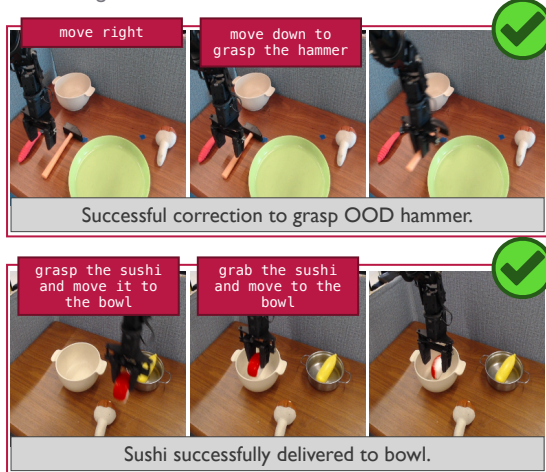 move right
move down to
grasp the hammer
Successful correction to grasp OOD hammer.
grasp the sushi
and move it to
the bowl
grab the sushi
and move to the
bowl
Sushi successfully delivered to bowl.